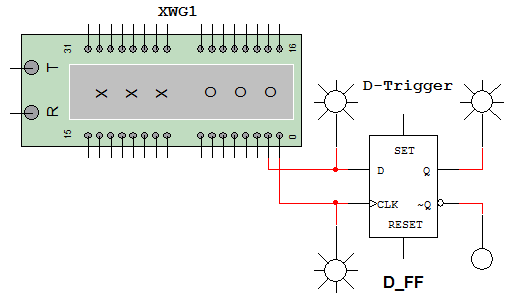 XWG1
31
16
T
X X X O O O
R
15
0
D-Trigger
SET
D Q
CLK ~Q
RESET
D_FF